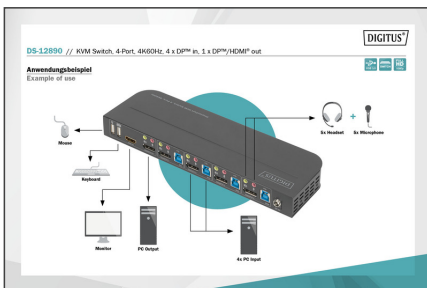 DIGITUS®
DS-12890 // KVM Switch, 4-Port, 4K60Hz, 4 x DP™ in, 1 x DP™/HDMI® out
Anwendungsbeispiel
Example of use
Mouse
Keyboard
Monitor
PC Output
4x PC Input
5x Headset
+
5x Microphone